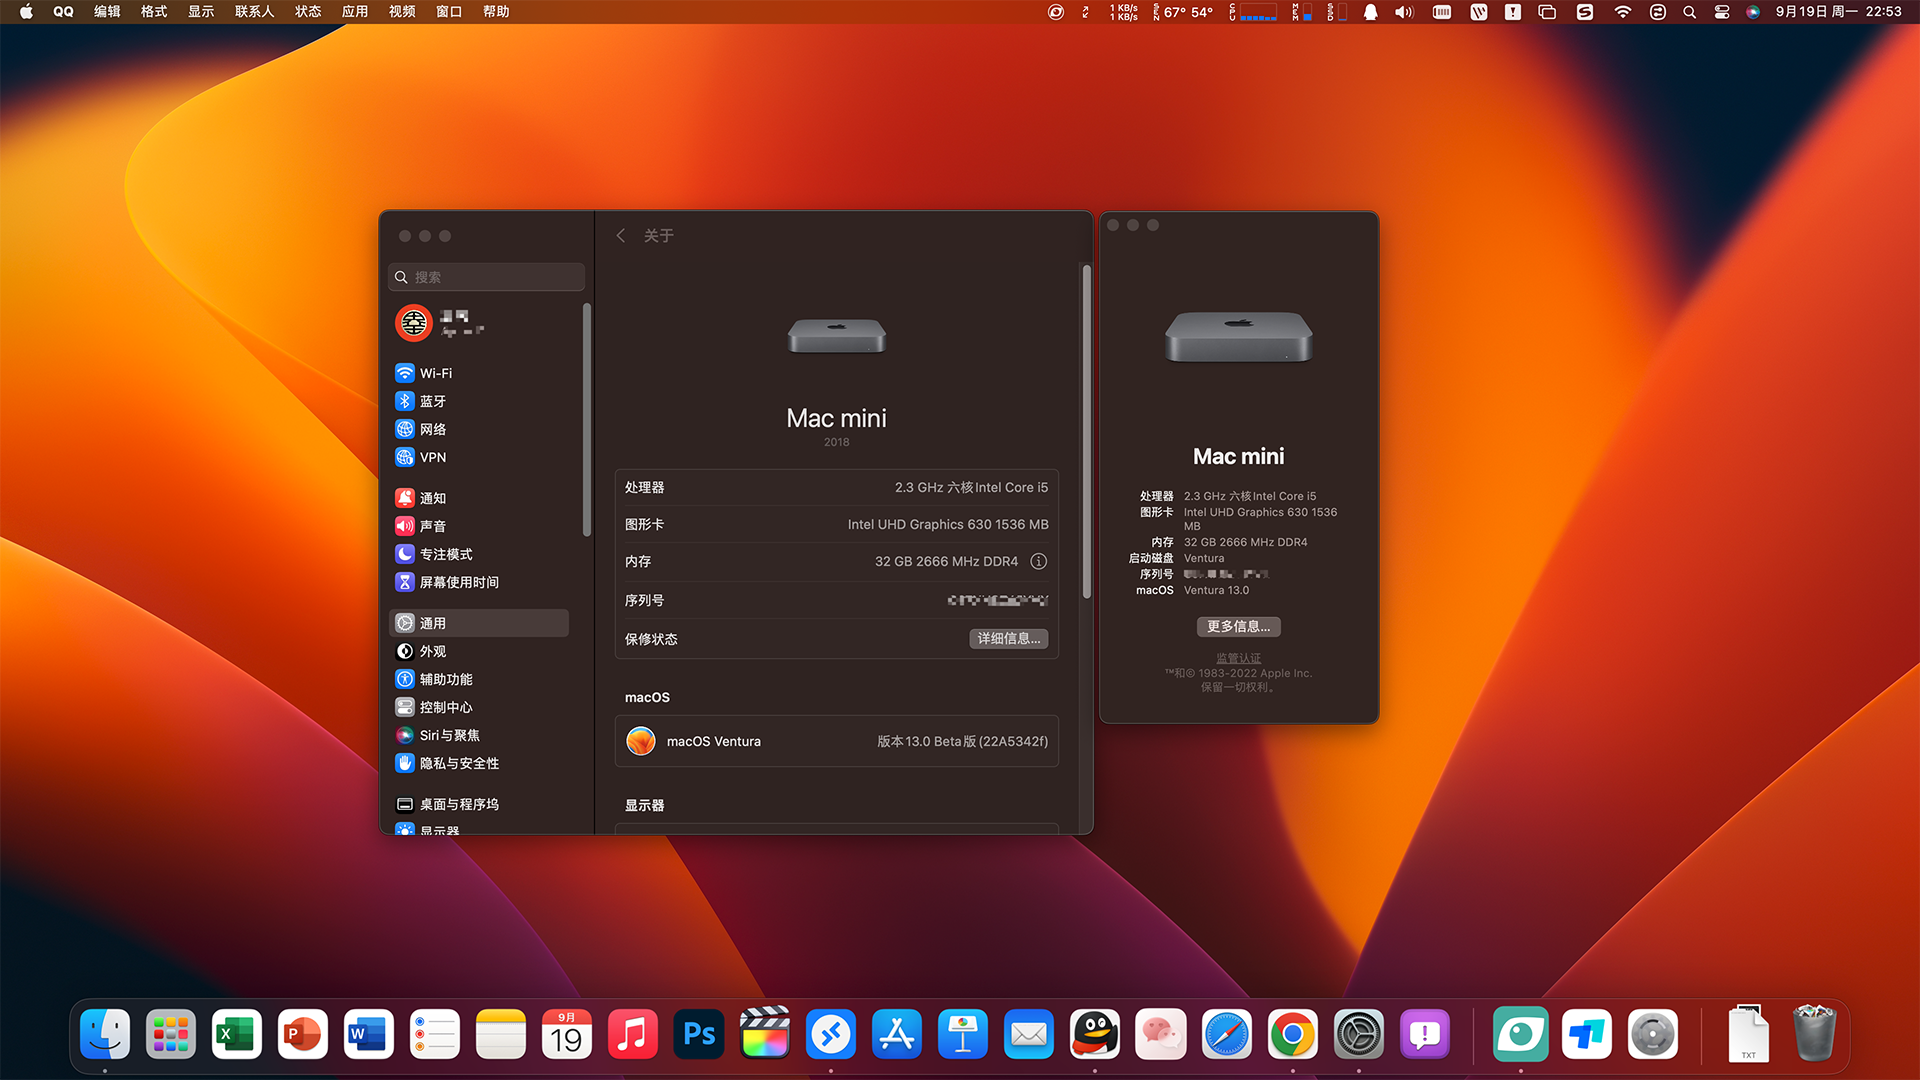 QQ 编辑 格式 显示 联系人 状态 应用 视频 窗口 帮助
1 KB/s
1 KB/s
SEN 67° 54° CPU MEM SSD
9月19日 周一 22:53
搜索
Wi-Fi
蓝牙
网络
VPN
通知
声音
专注模式
屏幕使用时间
通用
外观
辅助功能
控制中心
Siri与聚焦
隐私与安全性
桌面与程序坞
显示器
关于
Mac mini
2018
处理器 2.3 GHz 六核Intel Core i5
图形卡 Intel UHD Graphics 630 1536 MB
内存 32 GB 2666 MHz DDR4
序列号
保修状态 详细信息...
macOS
macOS Ventura 版本13.0 Beta版 (22A5342f)
显示器
Mac mini
处理器 2.3 GHz 六核Intel Core i5
图形卡 Intel UHD Graphics 630 1536
MB
内存 32 GB 2666 MHz DDR4
启动磁盘 Ventura
序列号
macOS Ventura 13.0
更多信息...
监管认证
™和© 1983-2022 Apple Inc.
保留一切权利。
X
P
W
9月
19
Ps
TXT